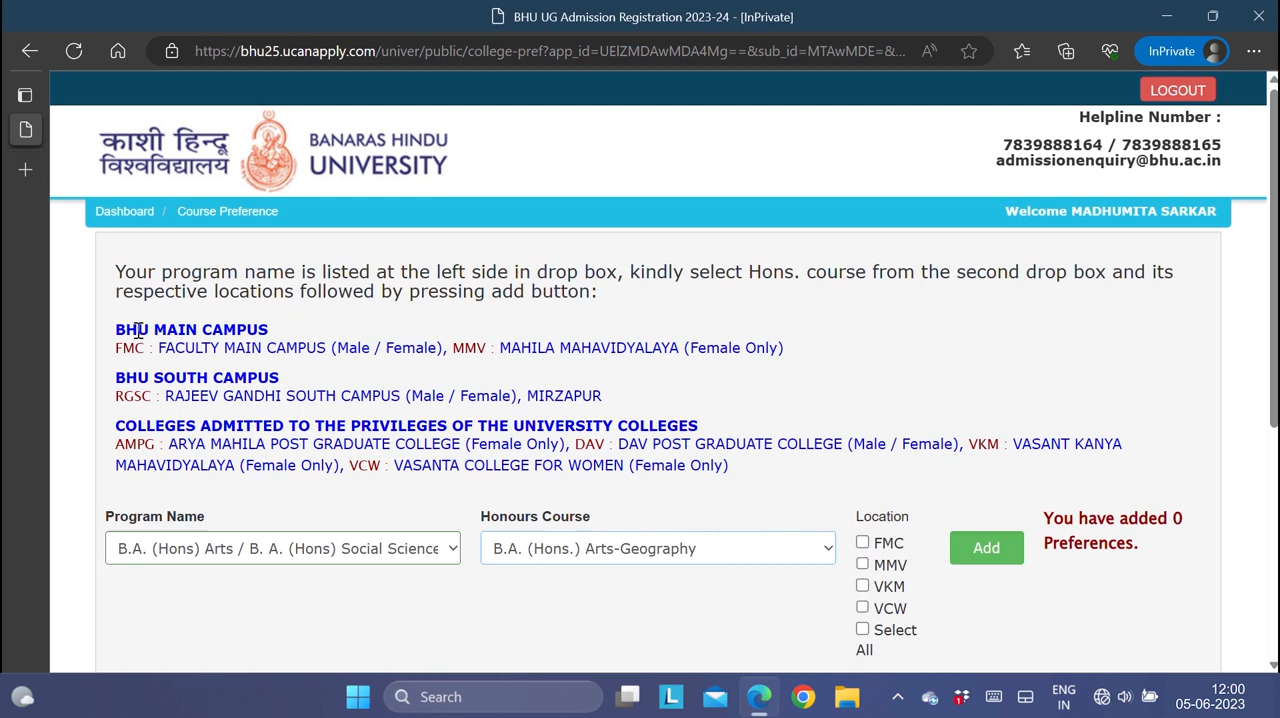 BHU UG Admission Registration 2023-24 - [InPrivate]
https://bhu25.ucanapply.com/univer/public/college-pref?app_id=UElZMDAwMDA4Mg==&sub_id=MTAwMDE=&...
InPrivate
LOGOUT
Helpline Number :
7839888164 / 7839888165
admissionenquiry@bhu.ac.in
काशी हिन्दू
विश्वविद्यालय
BANARAS HINDU
UNIVERSITY
Dashboard / Course Preference
Welcome MADHUMITA SARKAR
Your program name is listed at the left side in drop box, kindly select Hons. course from the second drop box and its
respective locations followed by pressing add button:
BHU MAIN CAMPUS
FMC : FACULTY MAIN CAMPUS (Male / Female), MMV : MAHILA MAHAVIDYALAYA (Female Only)
BHU SOUTH CAMPUS
RGSC : RAJEEV GANDHI SOUTH CAMPUS (Male / Female), MIRZAPUR
COLLEGES ADMITTED TO THE PRIVILEGES OF THE UNIVERSITY COLLEGES
AMPG : ARYA MAHILA POST GRADUATE COLLEGE (Female Only), DAV : DAV POST GRADUATE COLLEGE (Male / Female), VKM : VASANT KANYA
MAHAVIDYALAYA (Female Only), VCW : VASANTA COLLEGE FOR WOMEN (Female Only)
Program Name
B.A. (Hons) Arts / B. A. (Hons) Social Science
Honours Course
B.A. (Hons.) Arts-Geography
Location
FMC
MMV
VKM
VCW
Select
All
Add
You have added 0
Preferences.
Search
L
ENG
IN
12:00
05-06-2023